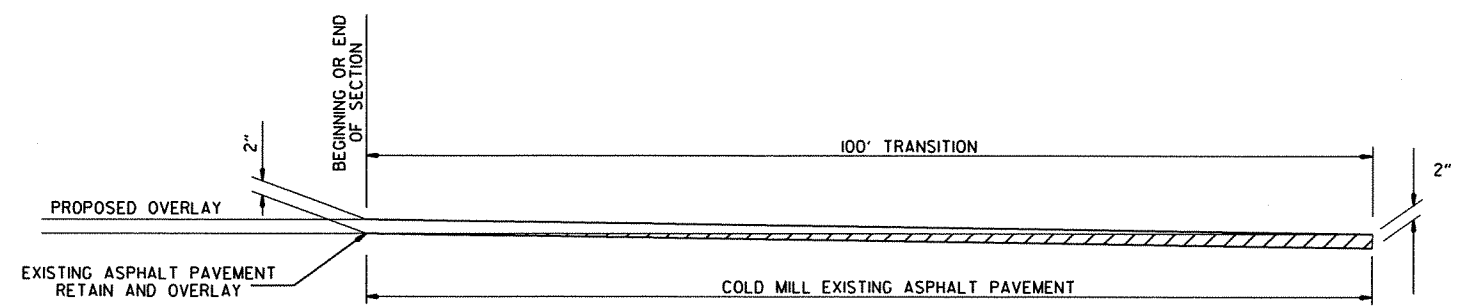 BEGINNING OR END
OF SECTION
2"
100' TRANSITION
2"
PROPOSED OVERLAY
EXISTING ASPHALT PAVEMENT
RETAIN AND OVERLAY
COLD MILL EXISTING ASPHALT PAVEMENT